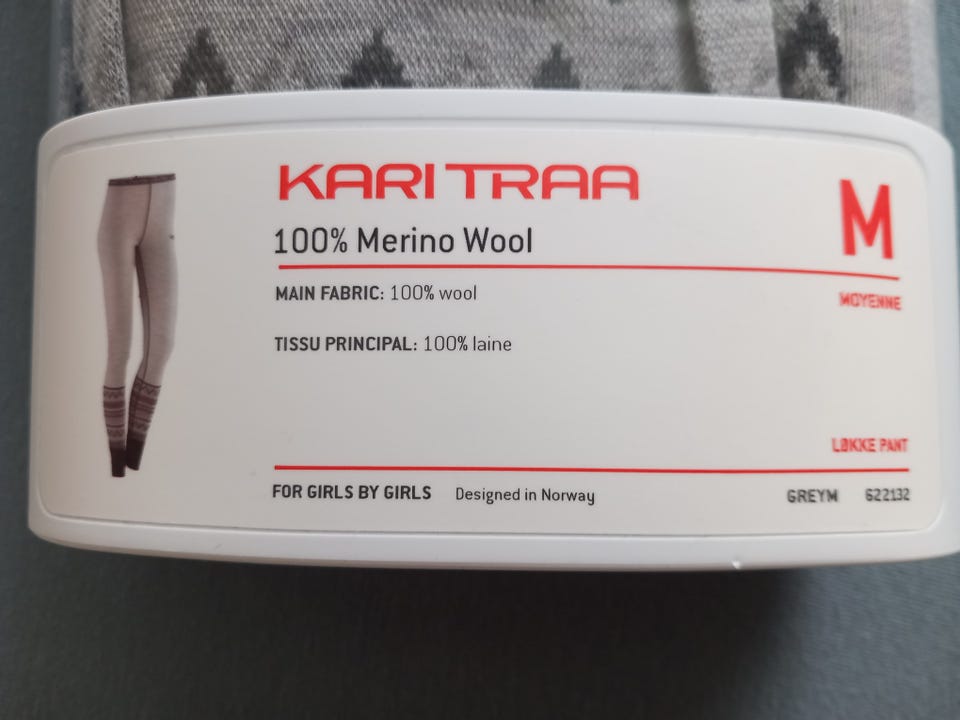 KARI TRAA
M
100% Merino Wool
MOYENNE
MAIN FABRIC: 100% wool
TISSU PRINCIPAL: 100% laine
LØKKE PANT
FOR GIRLS BY GIRLS Designed in Norway GREYM 622132